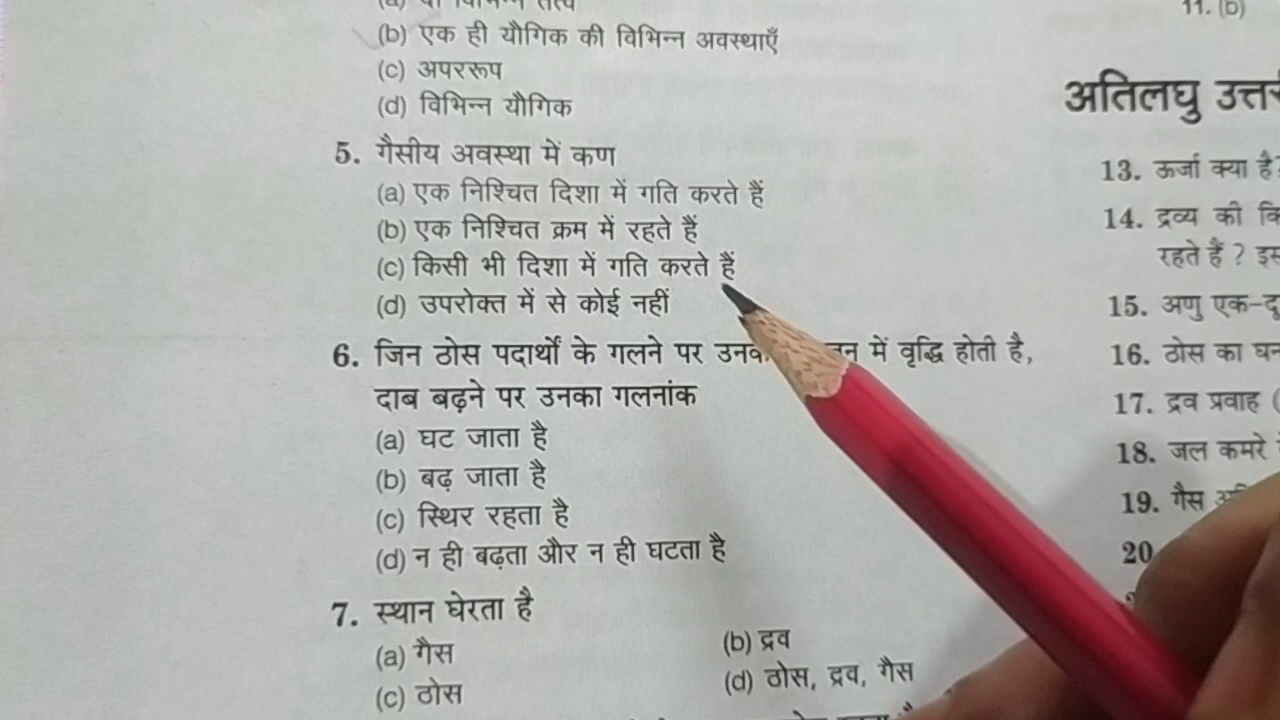 (b) एक ही यौगिक की विभिन्न अवस्थाएँ
(c) अपररूप
(d) विभिन्न यौगिक
5. गैसीय अवस्था में कण
(a) एक निश्चित दिशा में गति करते हैं
(b) एक निश्चित क्रम में रहते हैं
(c) किसी भी दिशा में गति करते हैं
(d) उपरोक्त में से कोई नहीं
6. जिन ठोस पदार्थों के गलने पर में वृद्धि होती है,
दाब बढ़ने पर उनका गलनांक
(a) घट जाता है
(b) बढ़ जाता है
(c) स्थिर रहता है
(d) न ही बढ़ता और न ही घटता है
7. स्थान घेरता है
(a) गैस (b) द्रव
(c) ठोस (d) ठोस, द्रव, गैस
11. (b)
अतिलघु
13. ऊर्जा क्या है
14. द्रव्य की
रहते हैं ?
15. अणु
16. ठोस का
17. द्रव प्रवाह
18. जल कमरे
19. गैस
20